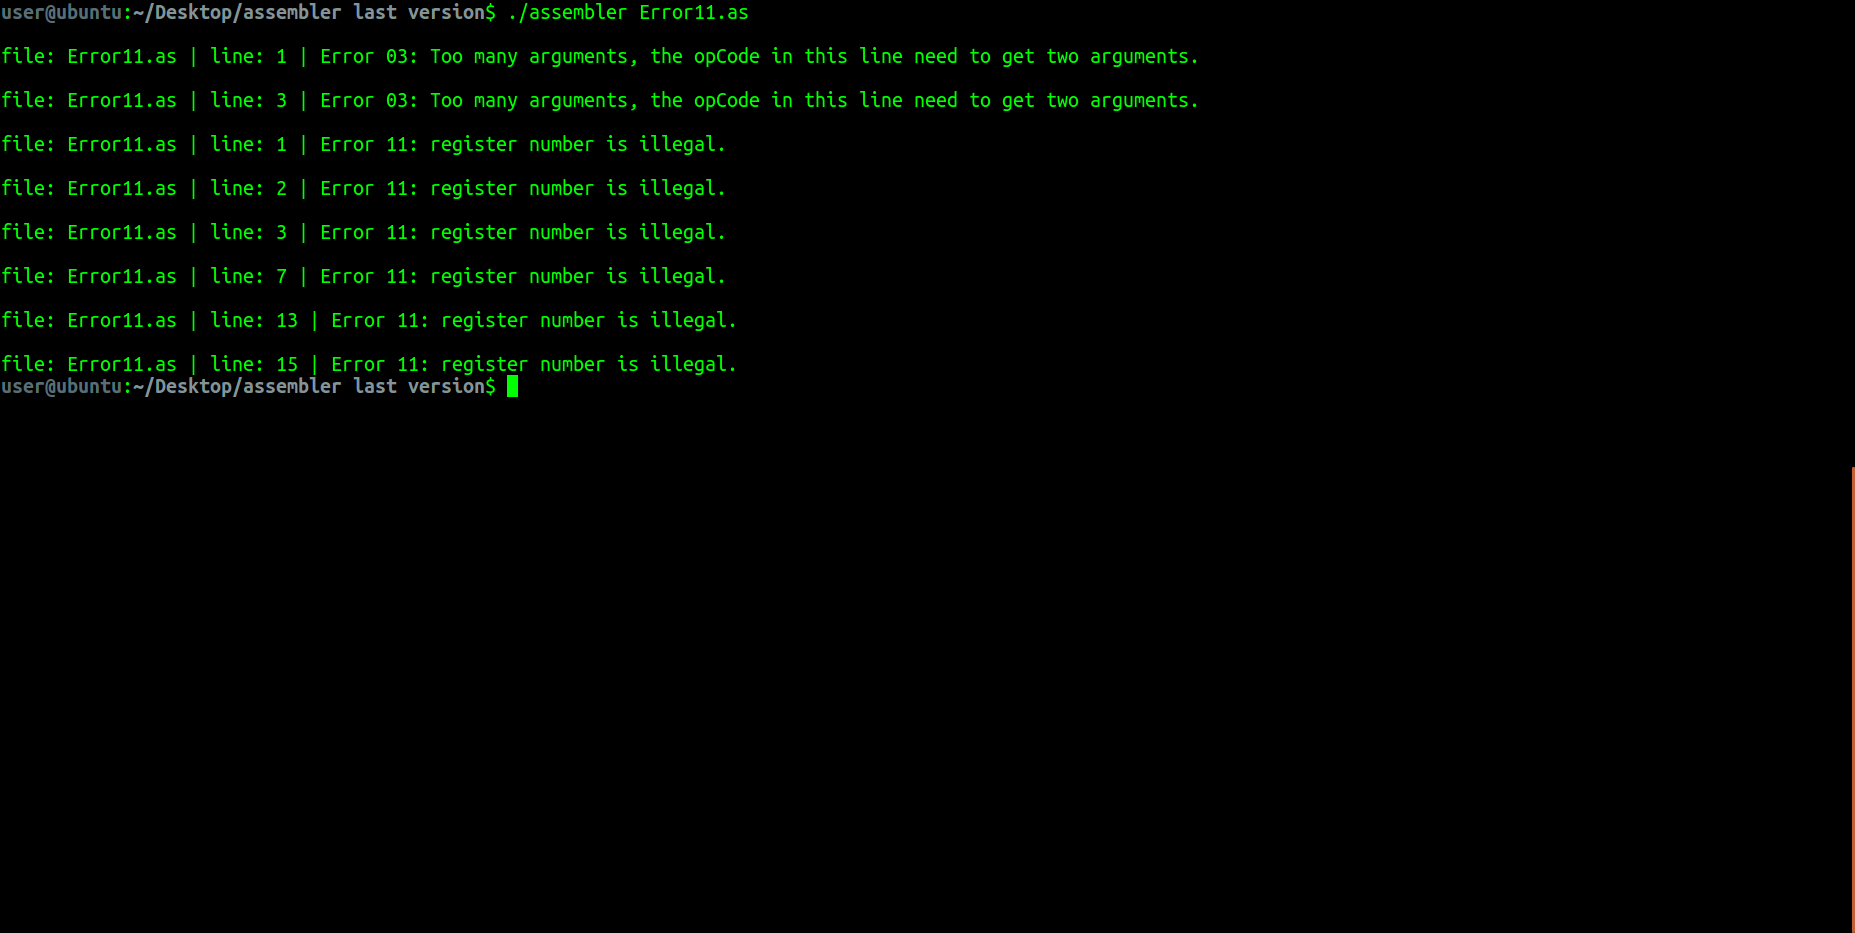 user@ubuntu:~/Desktop/assembler last version$ ./assembler Error11.as
file: Error11.as | line: 1 | Error 03: Too many arguments, the opCode in this line need to get two arguments.
file: Error11.as | line: 3 | Error 03: Too many arguments, the opCode in this line need to get two arguments.
file: Error11.as | line: 1 | Error 11: register number is illegal.
file: Error11.as | line: 2 | Error 11: register number is illegal.
file: Error11.as | line: 3 | Error 11: register number is illegal.
file: Error11.as | line: 7 | Error 11: register number is illegal.
file: Error11.as | line: 13 | Error 11: register number is illegal.
file: Error11.as | line: 15 | Error 11: register number is illegal.
user@ubuntu:~/Desktop/assembler last version$